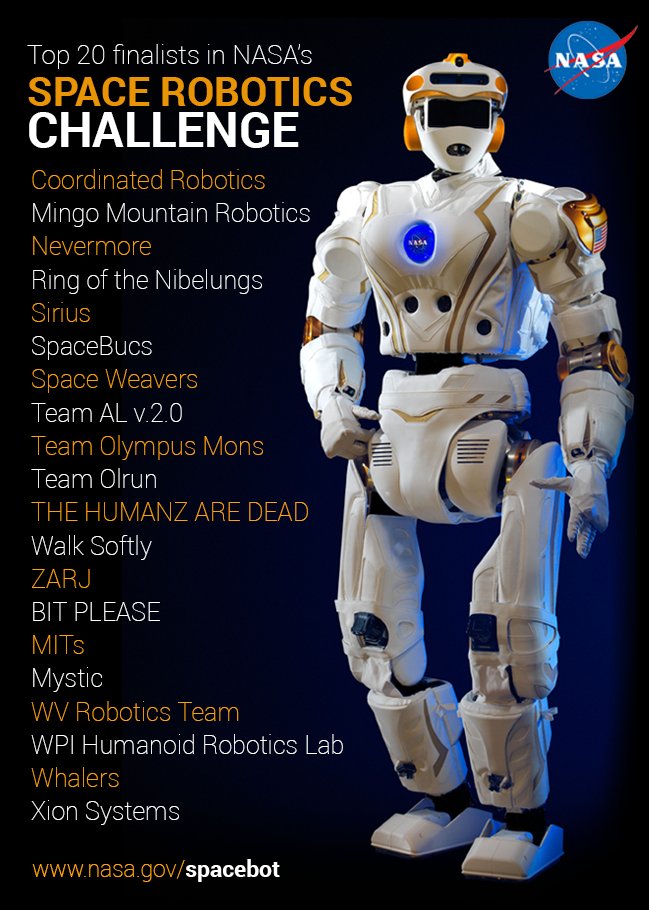 Top 20 finalists in NASA's
SPACE ROBOTICS
CHALLENGE
NASA
Coordinated Robotics
Mingo Mountain Robotics
Nevermore
Ring of the Nibelungs
Sirius
SpaceBucs
Space Weavers
Team AL v.2.0
Team Olympus Mons
Team Olrun
THE HUMANZ ARE DEAD
Walk Softly
ZARJ
BIT PLEASE
MITs
Mystic
WV Robotics Team
WPI Humanoid Robotics Lab
Whalers
Xion Systems
www.nasa.gov/spacebot
NASA